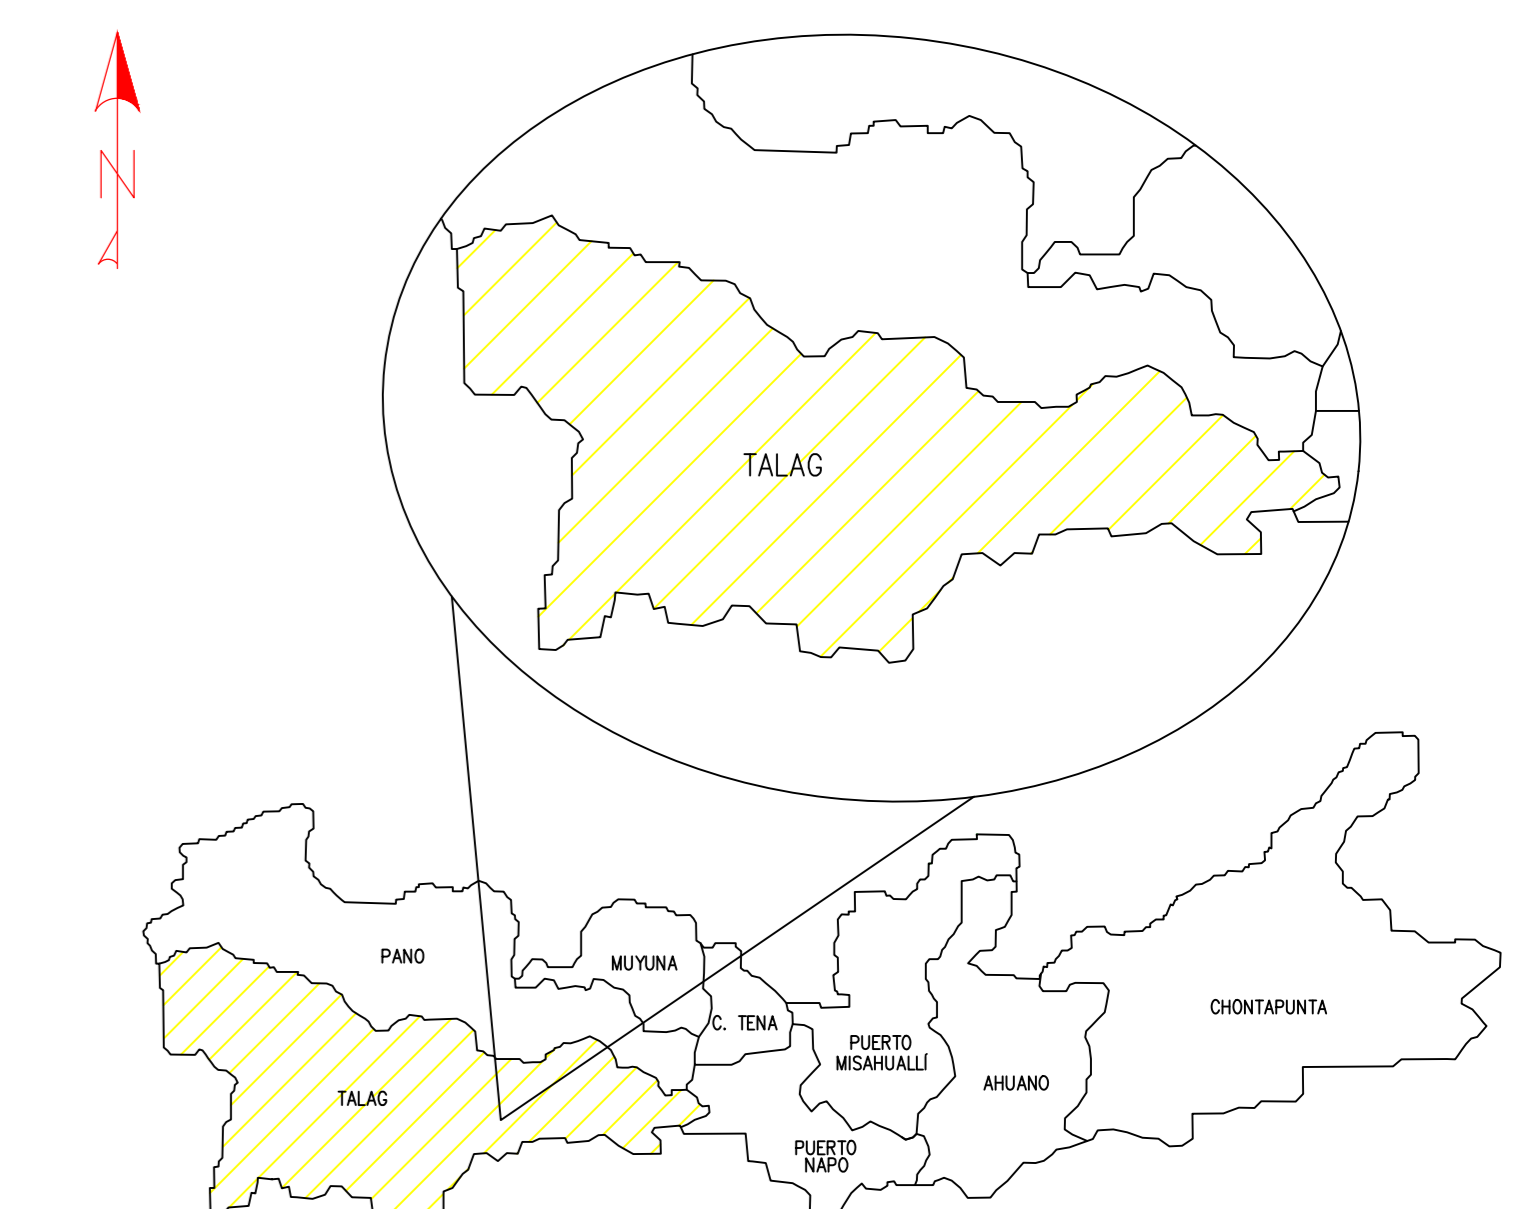 N
TALAG
PANO
MUYUNA
C. TENA
CHONTAPUNTA
PUERTO
MISAHUALLÍ
AHUANO
TALAG
PUERTO
NAPO